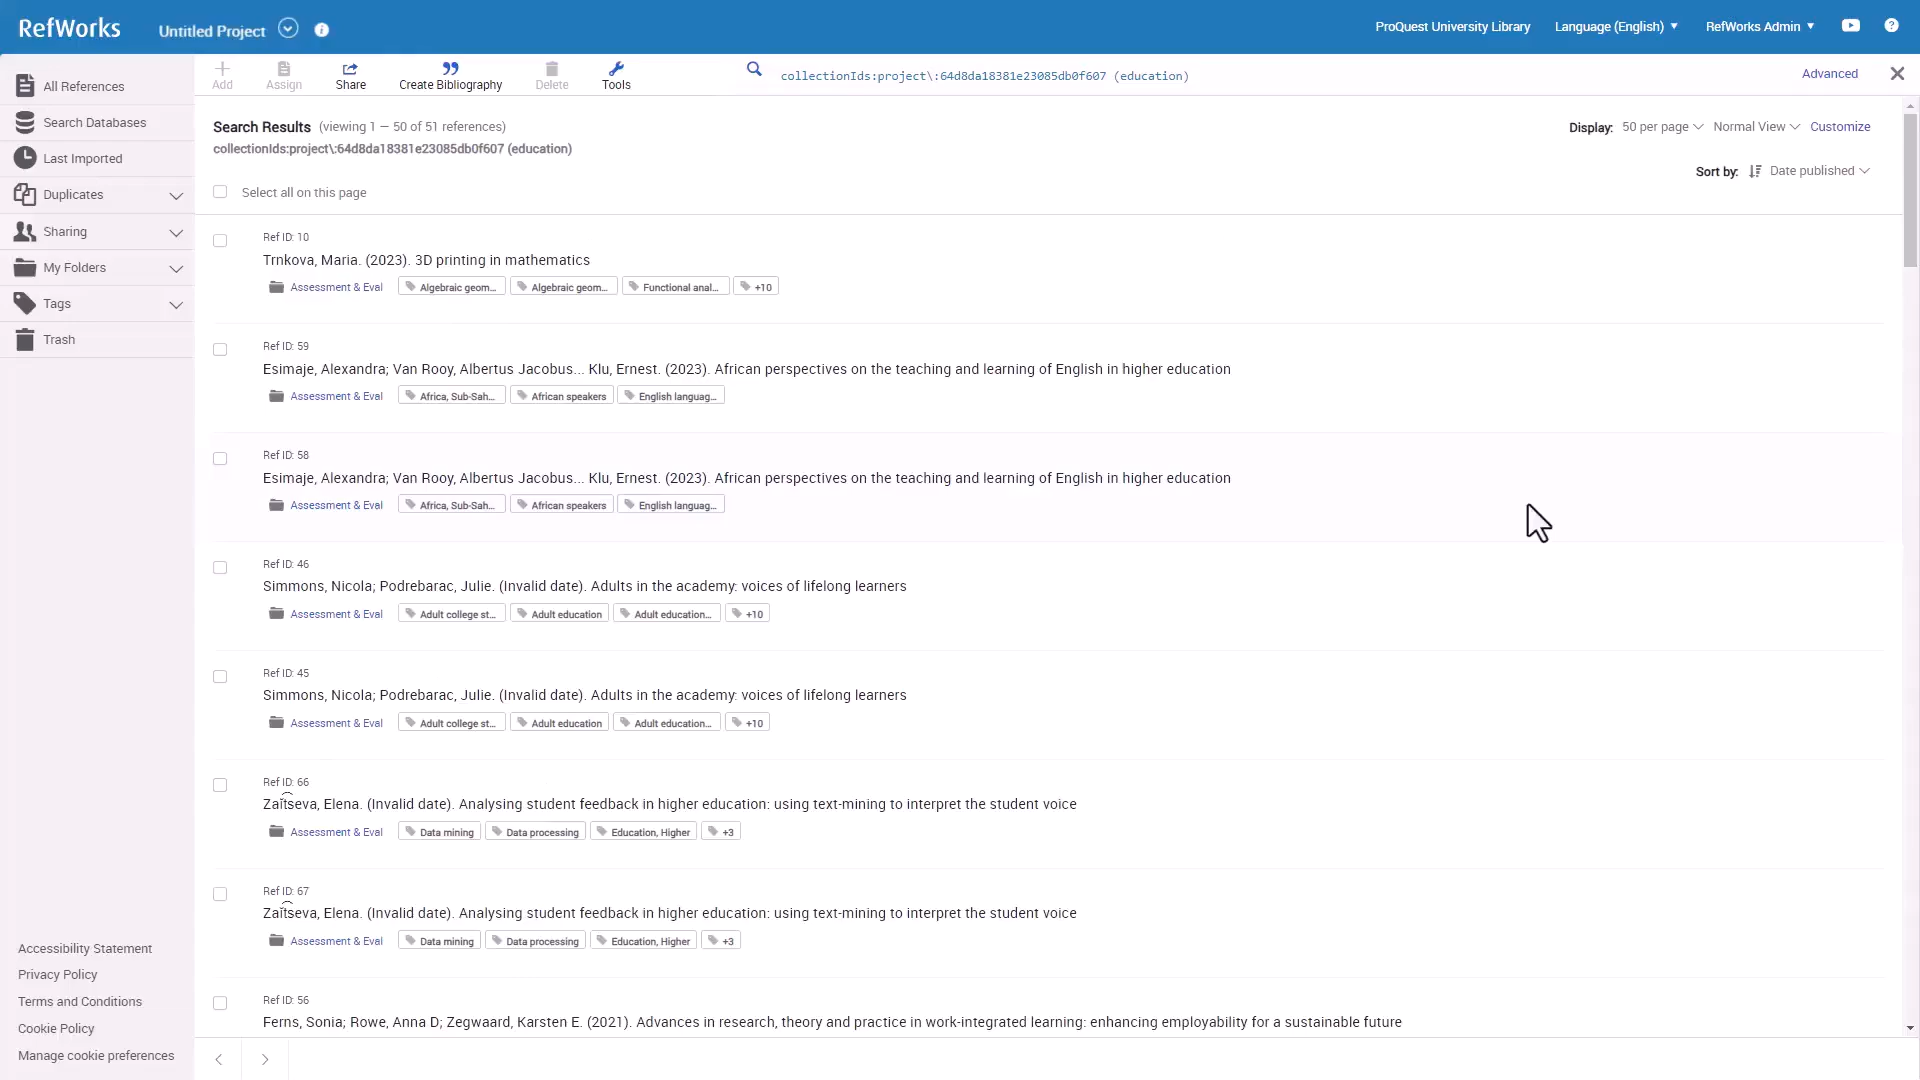 RefWorks
Untitled Project
ProQuest University Library
Language (English)
RefWorks Admin
All References
Search Databases
Last Imported
Duplicates
Sharing
My Folders
Tags
Trash
Add
Assign
Share
Create Bibliography
Delete
Tools
collectionIds:project\:64d8da18381e23085db0f607 (education)
Advanced
Search Results (viewing 1 — 50 of 51 references)
collectionIds:project\:64d8da18381e23085db0f607 (education)
Display: 50 per page Normal View Customize
Sort by: Date published
Select all on this page
Ref ID: 10
Trnkova, Maria. (2023). 3D printing in mathematics
Assessment & Eval Algebraic geom... Algebraic geom... Functional anal... +10
Ref ID: 59
Esimaje, Alexandra; Van Rooy, Albertus Jacobus... Klu, Ernest. (2023). African perspectives on the teaching and learning of English in higher education
Assessment & Eval Africa, Sub-Sah... African speakers English languag...
Ref ID: 58
Esimaje, Alexandra; Van Rooy, Albertus Jacobus... Klu, Ernest. (2023). African perspectives on the teaching and learning of English in higher education
Assessment & Eval Africa, Sub-Sah... African speakers English languag...
Ref ID: 46
Simmons, Nicola; Podrebarac, Julie. (Invalid date). Adults in the academy: voices of lifelong learners
Assessment & Eval Adult college st... Adult education Adult education... +10
Ref ID: 45
Simmons, Nicola; Podrebarac, Julie. (Invalid date). Adults in the academy: voices of lifelong learners
Assessment & Eval Adult college st... Adult education Adult education... +10
Ref ID: 66
Zai͡tseva, Elena. (Invalid date). Analysing student feedback in higher education: using text-mining to interpret the student voice
Assessment & Eval Data mining Data processing Education, Higher +3
Ref ID: 67
Zai͡tseva, Elena. (Invalid date). Analysing student feedback in higher education: using text-mining to interpret the student voice
Assessment & Eval Data mining Data processing Education, Higher +3
Ref ID: 56
Ferns, Sonia; Rowe, Anna D; Zegwaard, Karsten E. (2021). Advances in research, theory and practice in work-integrated learning: enhancing employability for a sustainable future
Accessibility Statement
Privacy Policy
Terms and Conditions
Cookie Policy
Manage cookie preferences